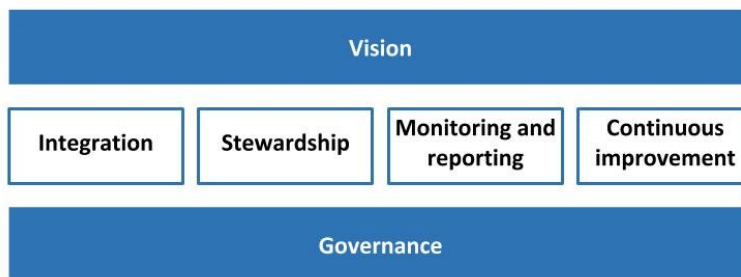 Vision
Integration
Stewardship
Monitoring and
reporting
Continuous
improvement
Governance